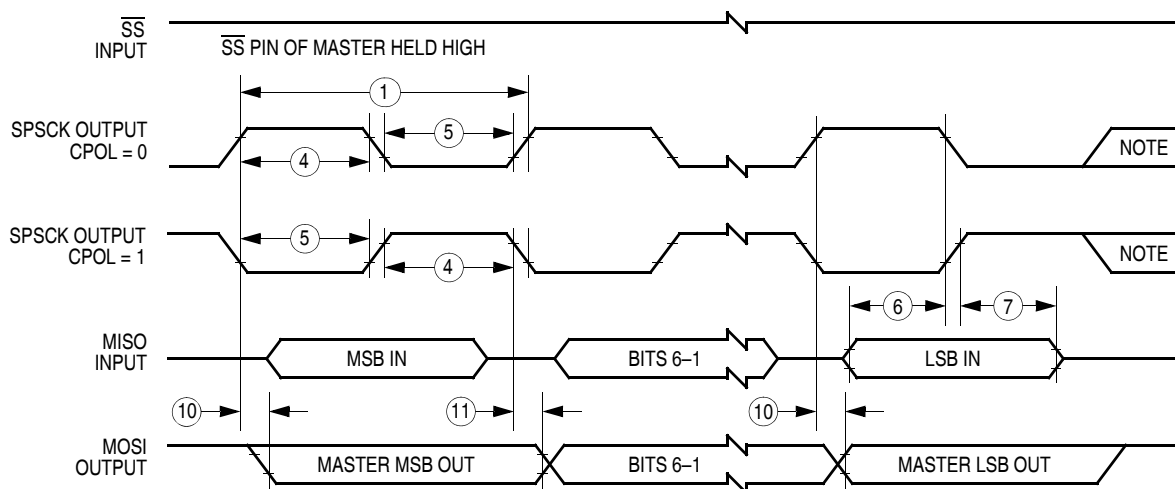 SS
INPUT
SS PIN OF MASTER HELD HIGH
1
SPSCK OUTPUT
CPOL = 0
5
4
NOTE
SPSCK OUTPUT
CPOL = 1
5
4
NOTE
6
7
MISO
INPUT
MSB IN
BITS 6–1
LSB IN
10
11
10
MOSI
OUTPUT
MASTER MSB OUT
BITS 6–1
MASTER LSB OUT